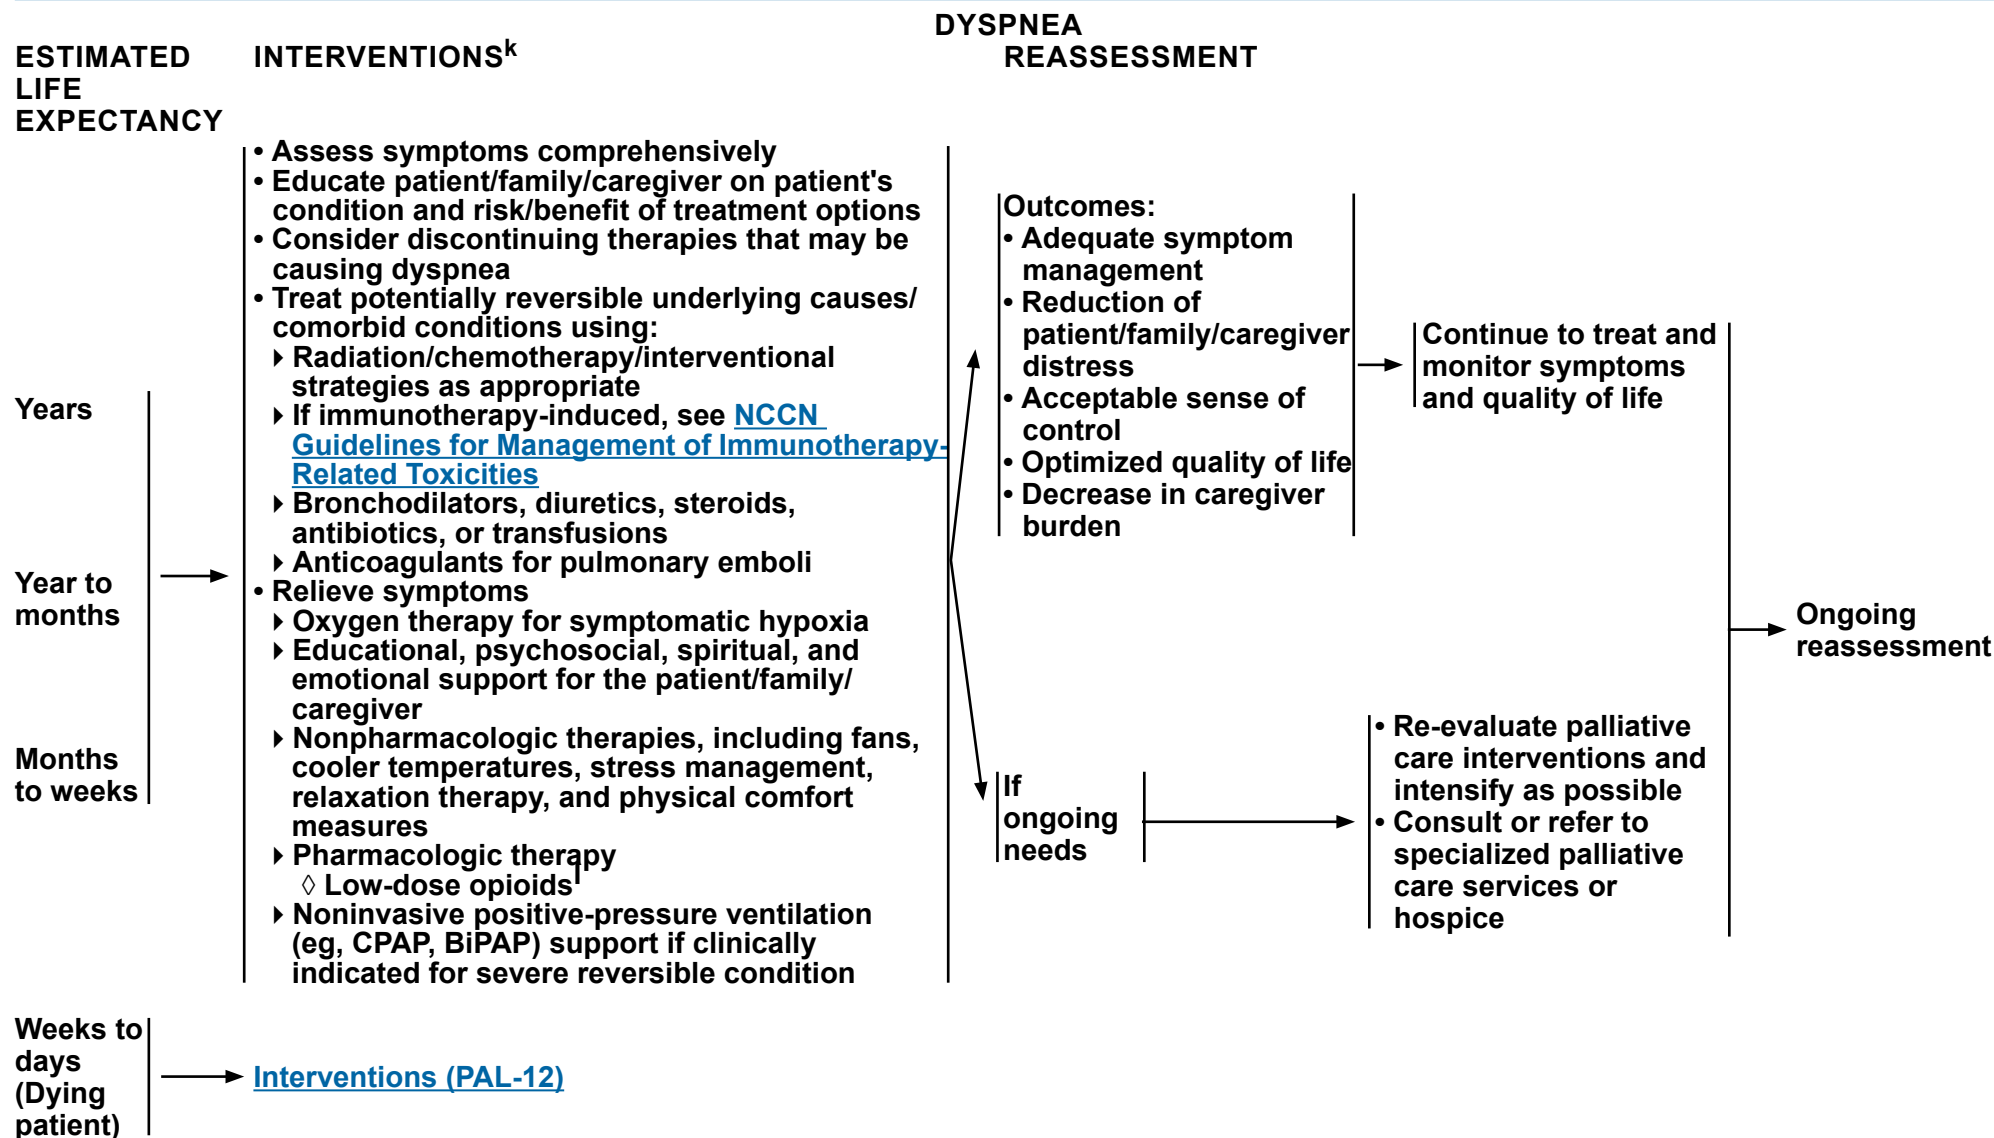 DYSPNEA
ESTIMATED
LIFE
EXPECTANCY
INTERVENTIONSk
REASSESSMENT
Years
Year to
months
Months
to weeks
• Assess symptoms comprehensively
• Educate patient/family/caregiver on patient's
condition and risk/benefit of treatment options
• Consider discontinuing therapies that may be
causing dyspnea
• Treat potentially reversible underlying causes/
comorbid conditions using:
▸ Radiation/chemotherapy/interventional
strategies as appropriate
▸ If immunotherapy-induced, see NCCN
Guidelines for Management of Immunotherapy-
Related Toxicities
▸ Bronchodilators, diuretics, steroids,
antibiotics, or transfusions
▸ Anticoagulants for pulmonary emboli
• Relieve symptoms
▸ Oxygen therapy for symptomatic hypoxia
▸ Educational, psychosocial, spiritual, and
emotional support for the patient/family/
caregiver
▸ Nonpharmacologic therapies, including fans,
cooler temperatures, stress management,
relaxation therapy, and physical comfort
measures
▸ Pharmacologic therapy
◊ Low-dose opioidsl
▸ Noninvasive positive-pressure ventilation
(eg, CPAP, BiPAP) support if clinically
indicated for severe reversible condition
Outcomes:
• Adequate symptom
management
• Reduction of
patient/family/caregiver
distress
• Acceptable sense of
control
• Optimized quality of life
• Decrease in caregiver
burden
Continue to treat and
monitor symptoms
and quality of life
If
ongoing
needs
• Re-evaluate palliative
care interventions and
intensify as possible
• Consult or refer to
specialized palliative
care services or
hospice
Ongoing
reassessment
Weeks to
days
(Dying
patient)
Interventions (PAL-12)